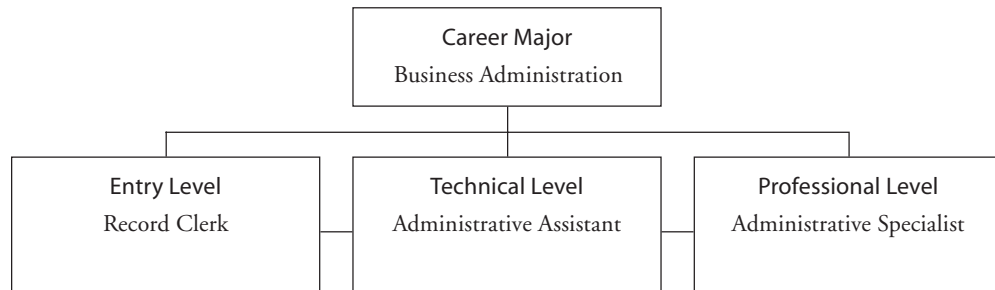 Career Major
Business Administration
Entry Level
Record Clerk
Technical Level
Administrative Assistant
Professional Level
Administrative Specialist